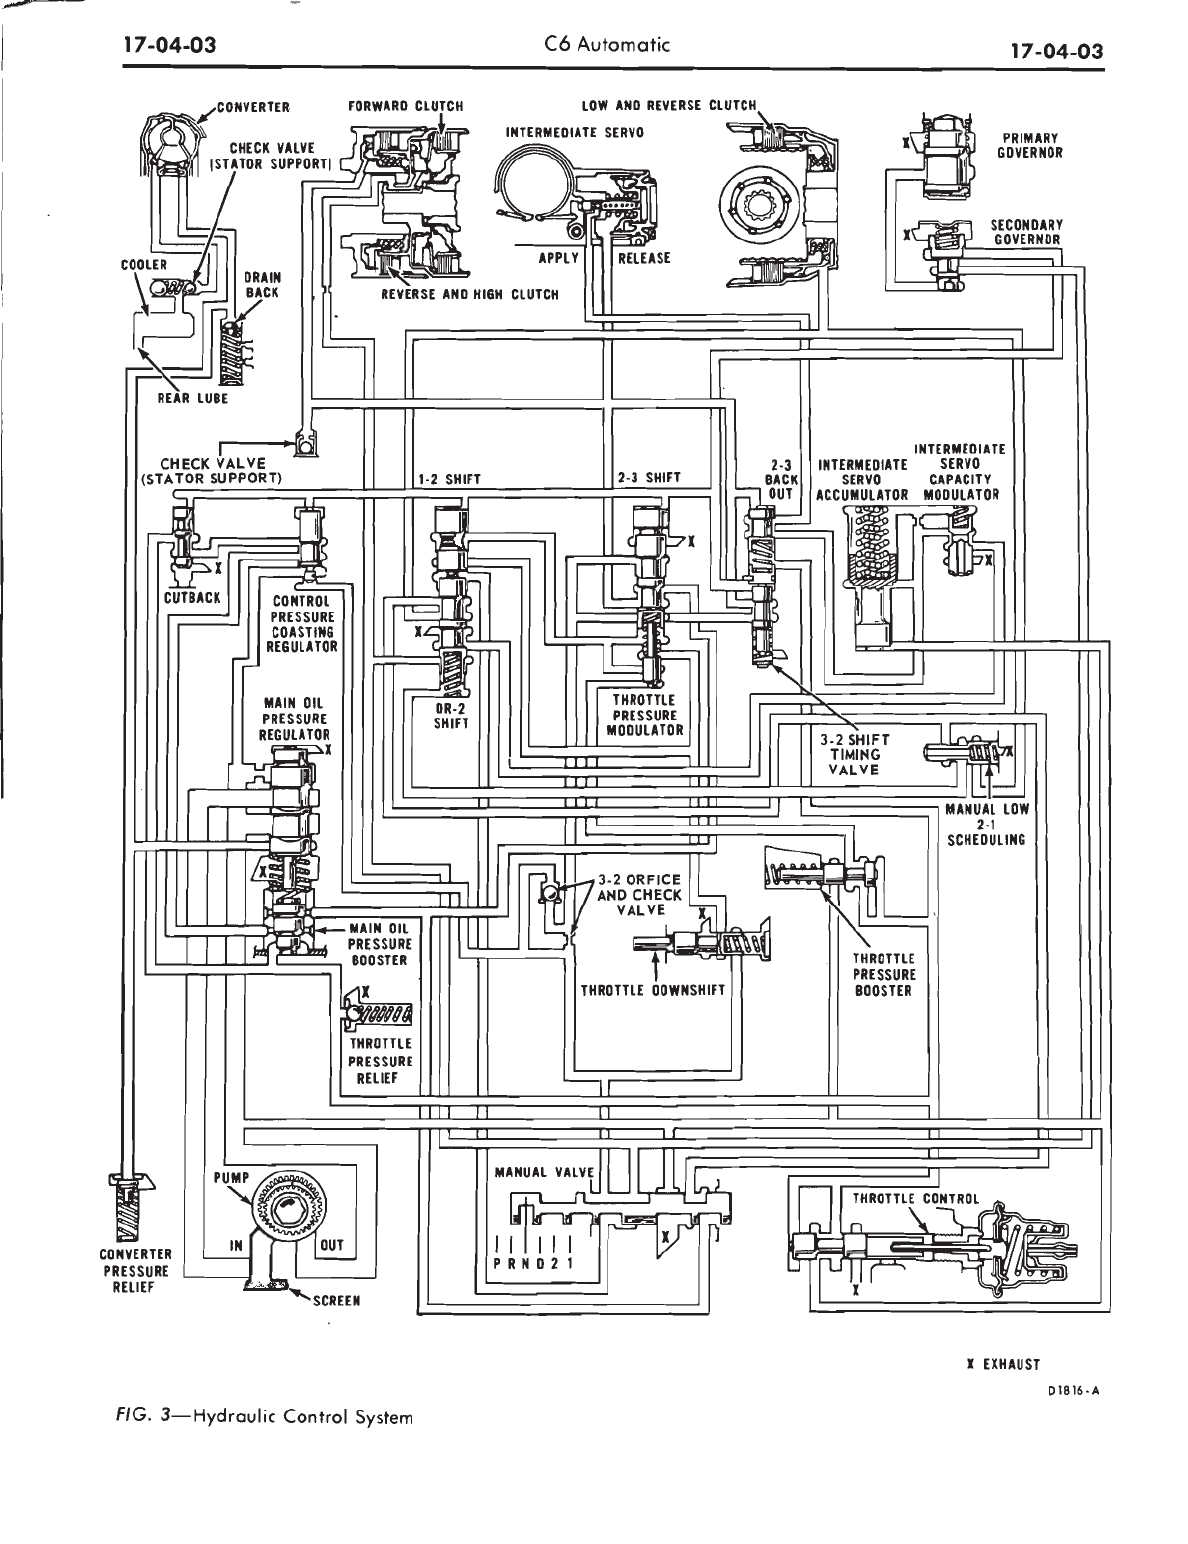 17-04-03
C6 Automatic
17-04-03
CONVERTER
FORWARD CLUTCH
LOW AND REVERSE CLUTCH
INTERMEDIATE SERVO
CHECK VALVE
(STATOR SUPPORT)
X
PRIMARY
GOVERNOR
X
SECONDARY
GOVERNOR
APPLY
RELEASE
COOLER
DRAIN
BACK
REVERSE AND HIGH CLUTCH
REAR LUBE
CHECK VALVE
(STATOR SUPPORT)
1-2 SHIFT
2-3 SHIFT
2-3
BACK
OUT
INTERMEDIATE
SERVO
ACCUMULATOR
INTERMEDIATE
SERVO
CAPACITY
MODULATOR
X
X
X
CUTBACK
CONTROL
PRESSURE
COASTING
REGULATOR
X
MAIN OIL
PRESSURE
REGULATOR
X
DR-2
SHIFT
THROTTLE
PRESSURE
MODULATOR
3-2 SHIFT
TIMING
VALVE
X
MANUAL LOW
2-1
SCHEDULING
X
3-2 ORFICE
AND CHECK
VALVE
X
MAIN OIL
PRESSURE
BOOSTER
THROTTLE DOWNSHIFT
THROTTLE
PRESSURE
BOOSTER
X
THROTTLE
PRESSURE
RELIEF
PUMP
MANUAL VALVE
THROTTLE CONTROL
IN
OUT
X
P R N D 2 1
X
CONVERTER
PRESSURE
RELIEF
SCREEN
X EXHAUST
D1816-A
FIG. 3—Hydraulic Control System